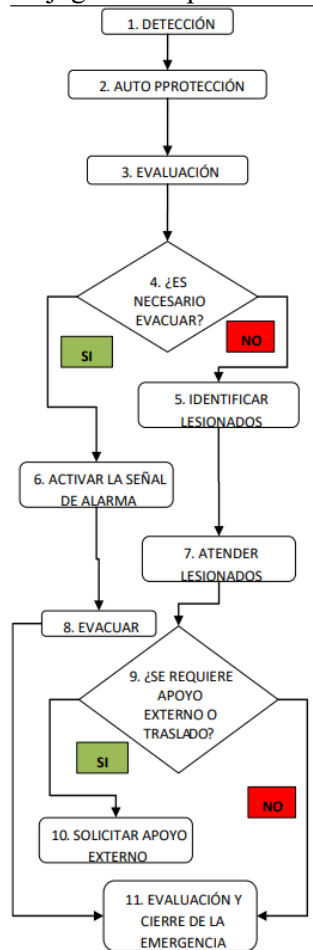 1. DETECCIÓN
2. AUTO PPROTECCIÓN
3. EVALUACIÓN
4. ¿ES
NECESARIO
EVACUAR?
SI
NO
5. IDENTIFICAR
LESIONADOS
6. ACTIVAR LA SEÑAL
DE ALARMA
7. ATENDER
LESIONADOS
8. EVACUAR
9. ¿SE REQUIERE
APOYO
EXTERNO O
TRASLADO?
SI
NO
10. SOLICITAR APOYO
EXTERNO
11. EVALUACIÓN Y
CIERRE DE LA
EMERGENCIA